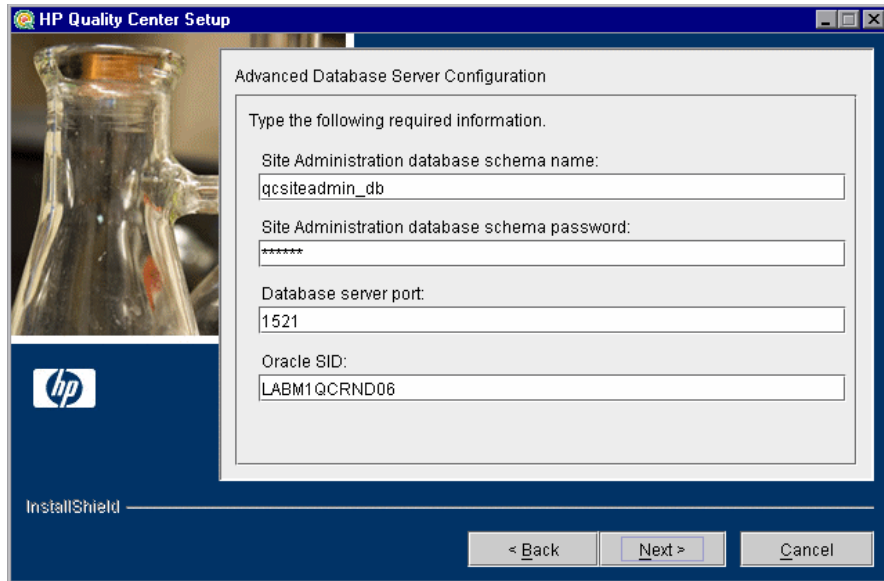 HP Quality Center Setup
Advanced Database Server Configuration
Type the following required information.
Site Administration database schema name:
qcsiteadmin_db
Site Administration database schema password:
******
Database server port:
1521
Oracle SID:
LABM1QCRND06
hp
InstallShield
< Back
Next >
Cancel